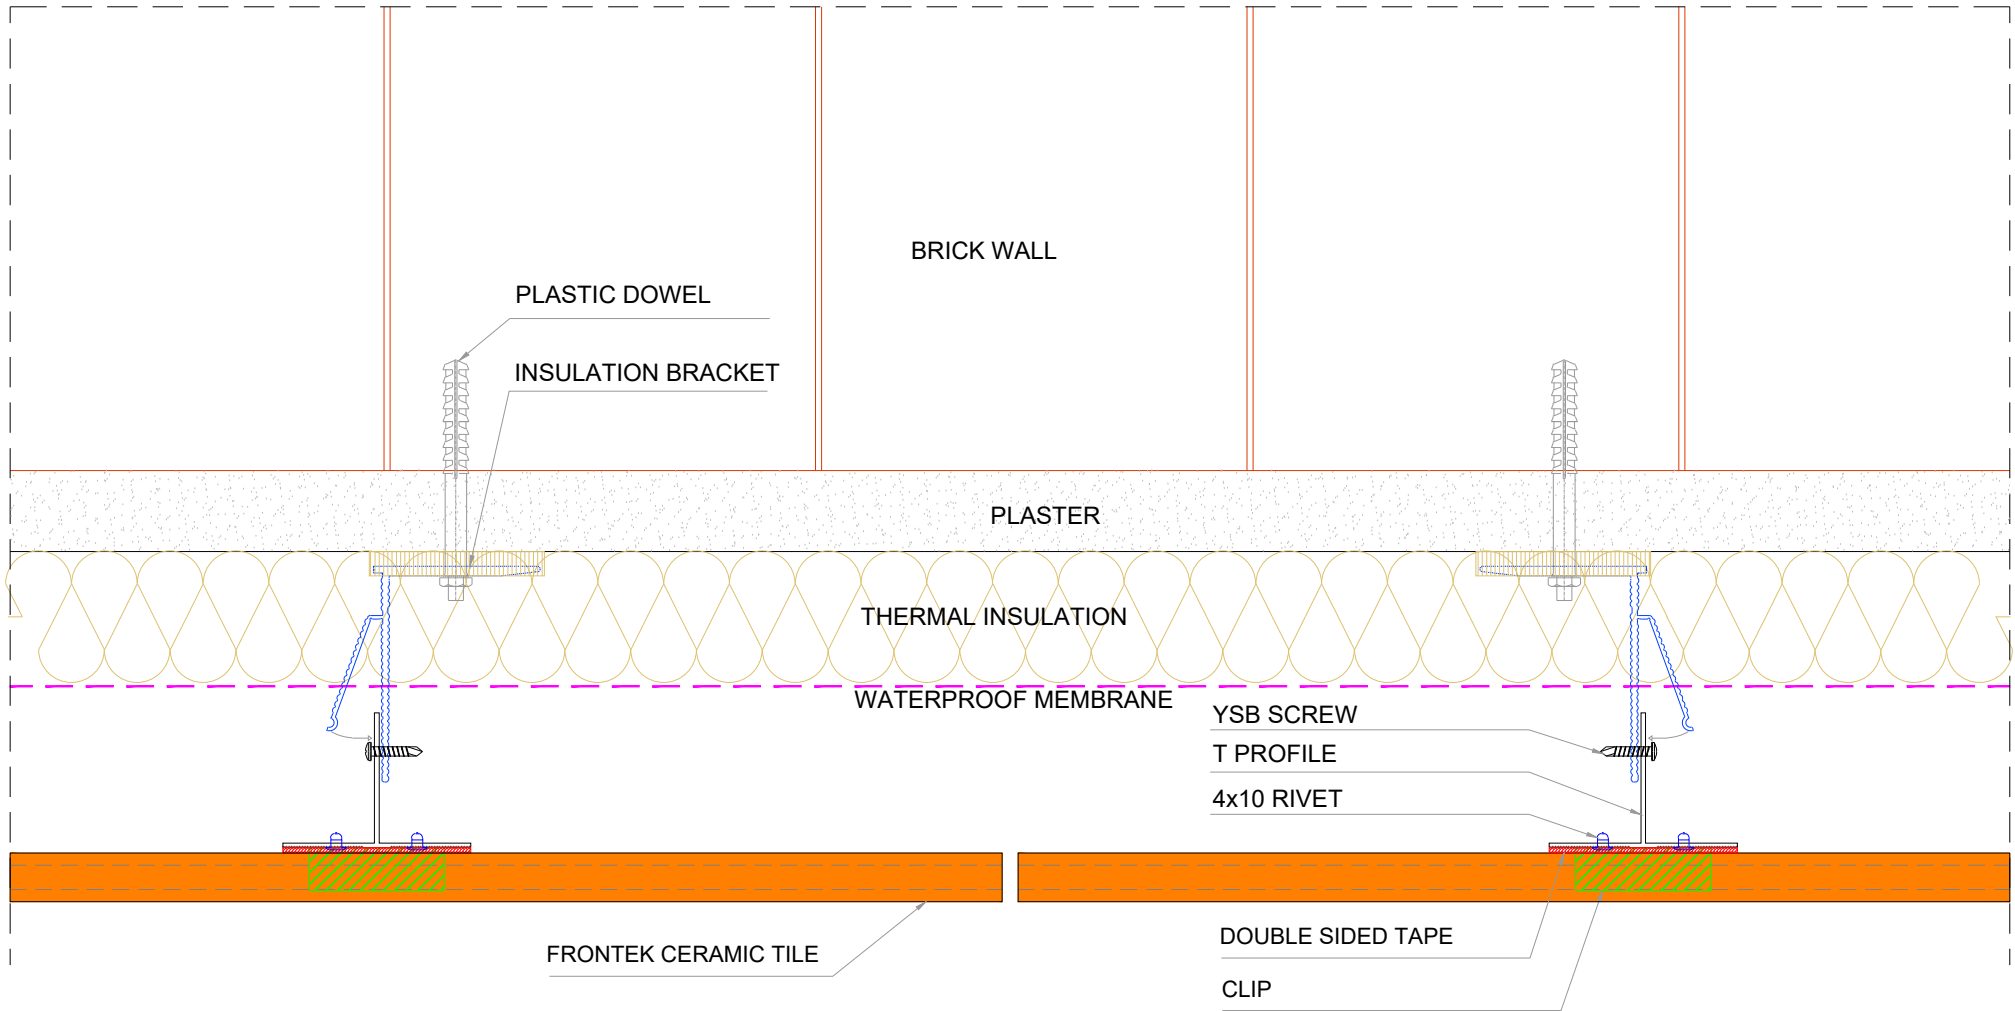 BRICK WALL
PLASTIC DOWEL
INSULATION BRACKET
PLASTER
THERMAL INSULATION
WATERPROOF MEMBRANE
YSB SCREW
T PROFILE
4x10 RIVET
DOUBLE SIDED TAPE
FRONTEK CERAMIC TILE
CLIP